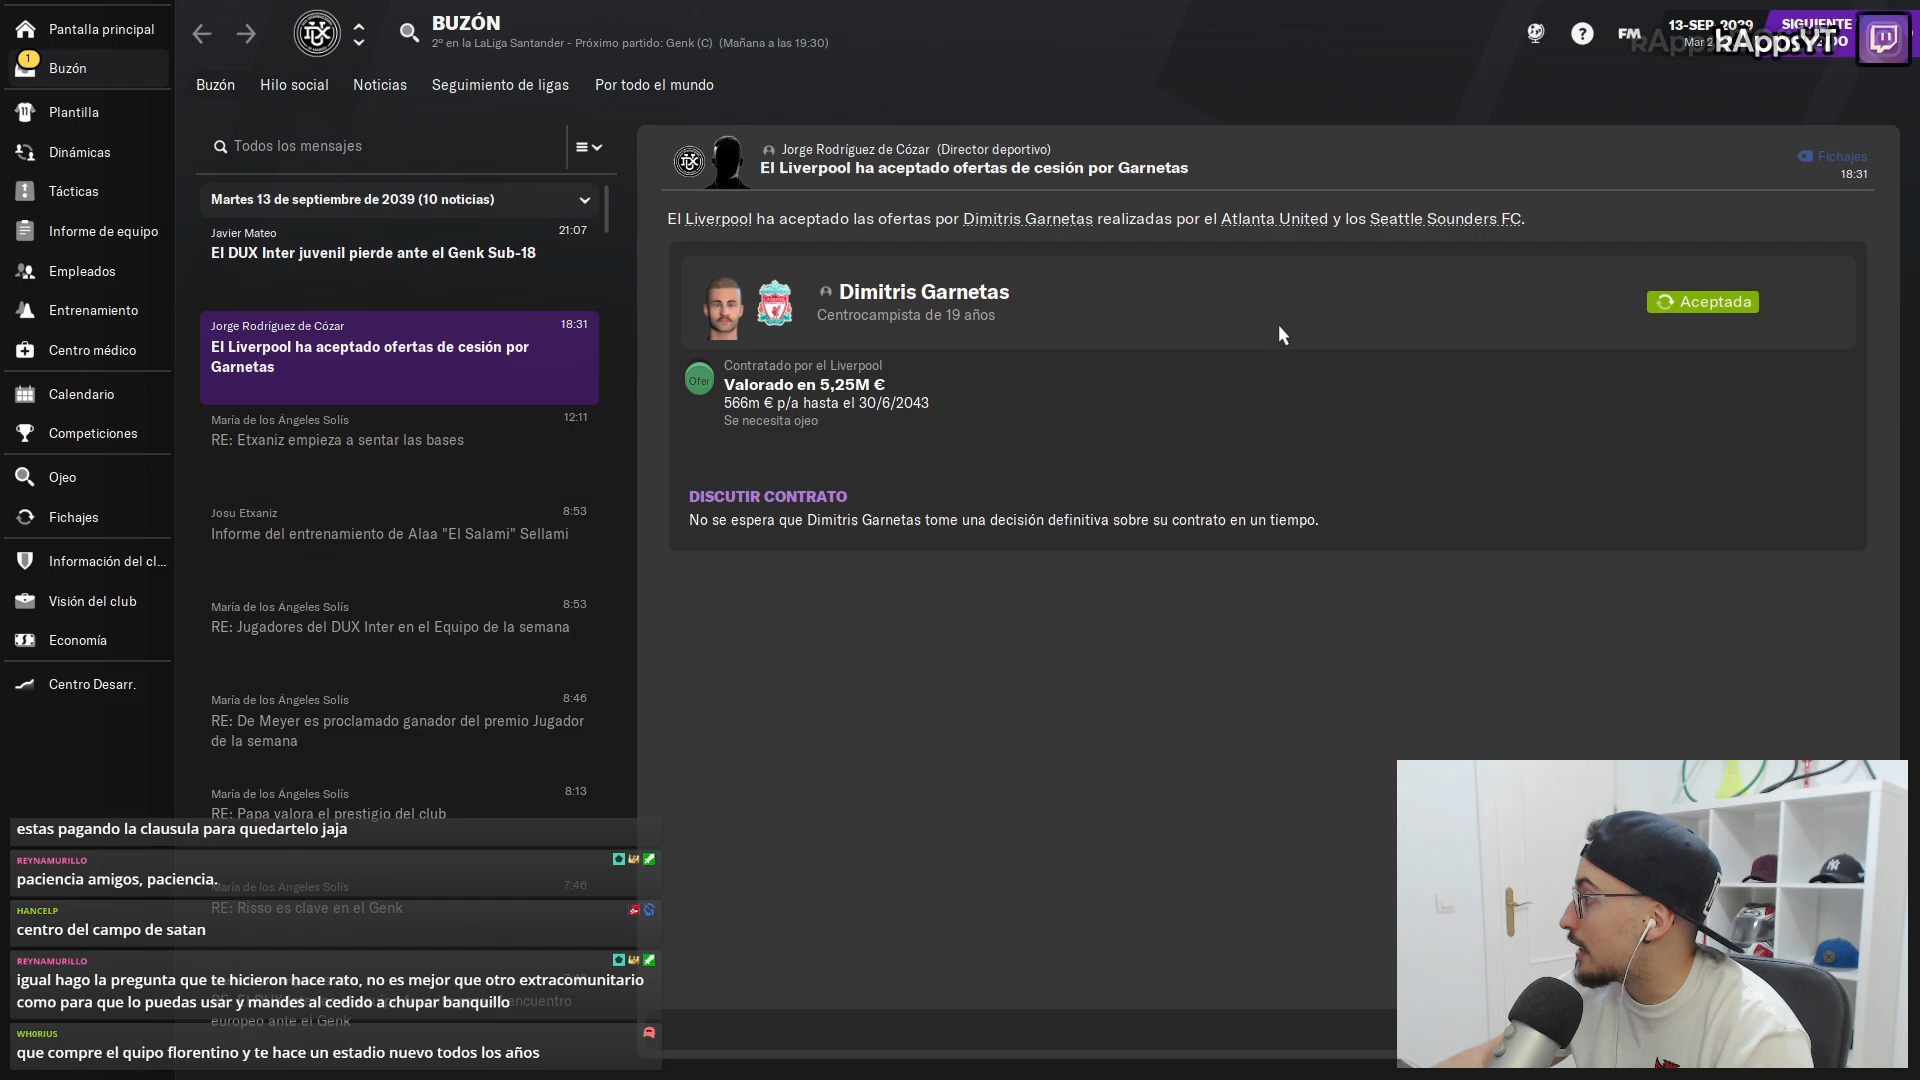 Pantalla principal
1
Buzón
Plantilla
Dinámicas
Tácticas
Informe de equipo
Empleados
Entrenamiento
Centro médico
Calendario
Competiciones
Ojeo
Fichajes
Información del cl...
Visión del club
Economía
Centro Desarr.
BUZÓN
2º en la LaLiga Santander - Próximo partido: Genk (C) (Mañana a las 19:30)
FM
13-SEP. 2039
SIGUIENTE
kAppsYT
Buzón
Hilo social
Noticias
Seguimiento de ligas
Por todo el mundo
Todos los mensajes
Martes 13 de septiembre de 2039 (10 noticias)
Javier Mateo
21:07
El DUX Inter juvenil pierde ante el Genk Sub-18
Jorge Rodríguez de Cózar
18:31
El Liverpool ha aceptado ofertas de cesión por
Garnetas
María de los Ángeles Solís
12:11
RE: Etxaniz empieza a sentar las bases
Josu Etxaniz
8:53
Informe del entrenamiento de Alaa "El Salami" Sellami
María de los Ángeles Solís
8:53
RE: Jugadores del DUX Inter en el Equipo de la semana
María de los Ángeles Solís
8:46
RE: De Meyer es proclamado ganador del premio Jugador
de la semana
María de los Ángeles Solís
8:13
RE: Papa valora el prestigio del club
María de los Ángeles Solís
7:46
RE: Risso es clave en el Genk
encuentro
europeo ante el Genk
Jorge Rodríguez de Cózar (Director deportivo)
El Liverpool ha aceptado ofertas de cesión por Garnetas
Fichajes
18:31
El Liverpool ha aceptado las ofertas por Dimitris Garnetas realizadas por el Atlanta United y los Seattle Sounders FC.
Dimitris Garnetas
Centrocampista de 19 años
Aceptada
Ofer
Contratado por el Liverpool
Valorado en 5,25M €
566m € p/a hasta el 30/6/2043
Se necesita ojeo
DISCUTIR CONTRATO
No se espera que Dimitris Garnetas tome una decisión definitiva sobre su contrato en un tiempo.
estas pagando la clausula para quedartelo jaja
REYNAMURILLO
paciencia amigos, paciencia.
HANCELP
centro del campo de satan
REYNAMURILLO
igual hago la pregunta que te hicieron hace rato, no es mejor que otro extracomunitario
como para que lo puedas usar y mandes al cedido a chupar banquillo
WH0RIUS
que compre el quipo florentino y te hace un estadio nuevo todos los años